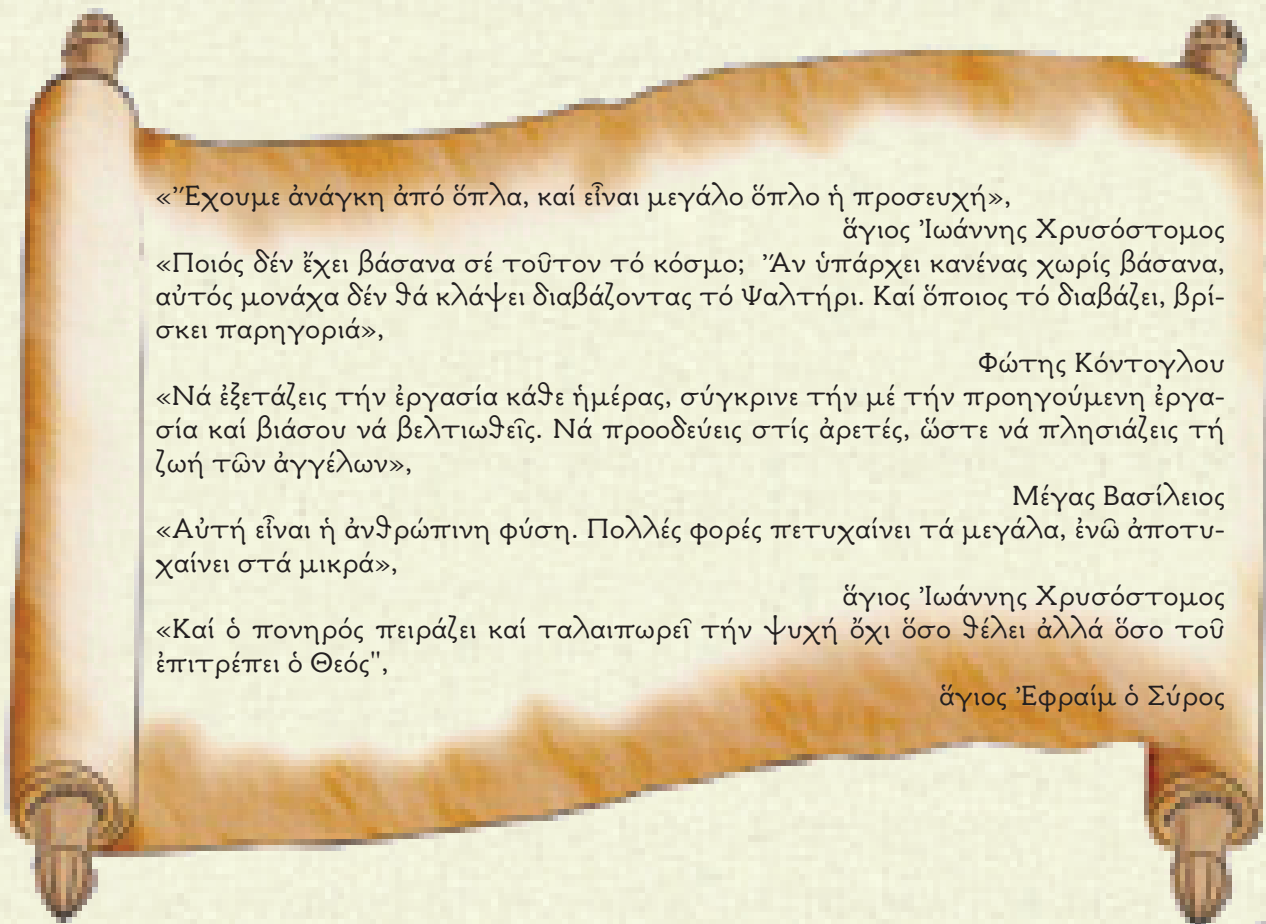 «Ἔχουμε ἀνάγκη ἀπό ὅπλα, καί εἶναι μεγάλο ὅπλο ἡ προσευχή»,
ἅγιος Ἰωάννης Χρυσόστομος
«Ποιός δέν ἔχει βάσανα σέ τοῦτον τό κόσμο; Ἄν ὑπάρχει κανένας χωρίς βάσανα,
αὐτός μονάχα δέν θά κλάψει διαβάζοντας τό Ψαλτήρι. Καί ὅποιος τό διαβάζει, βρί-
σκει παρηγοριά»,
Φώτης Κόντογλου
«Νά ἐξετάζεις τήν ἐργασία κάθε ἡμέρας, σύγκρινε τήν μέ τήν προηγούμενη ἐργα-
σία καί βιάσου νά βελτιωθεῖς. Νά προοδεύεις στίς ἀρετές, ὥστε νά πλησιάζεις τή
ζωή τῶν ἀγγέλων»,
Μέγας Βασίλειος
«Αὐτή εἶναι ἡ ἀνθρώπινη φύση. Πολλές φορές πετυχαίνει τά μεγάλα, ἐνῶ ἀποτυ-
χαίνει στά μικρά»,
ἅγιος Ἰωάννης Χρυσόστομος
«Καί ὁ πονηρός πειράζει καί ταλαιπωρεῖ τήν ψυχή ὄχι ὅσο θέλει ἀλλά ὅσο τοῦ
ἐπιτρέπει ὁ Θεός",
ἅγιος Ἐφραίμ ὁ Σύρος